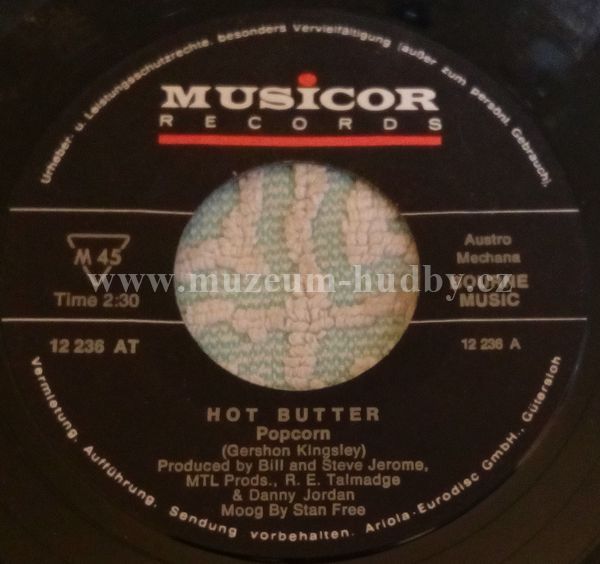 Urheber- u. Leistungsschutzrechte, besonders Vervielfältigung (außer zum persönl. Gebrauch),
MUSICOR
RECORDS
M 45
Time 2:30
12 236 AT
Austro
Mechana
MUSIC
12 236 A
www.muzeum-hudby.cz
HOT BUTTER
Popcorn
(Gershon Kingsley)
Produced by Bill and Steve Jerome,
MTL Prods., R. E. Talmadge
& Danny Jordan
Moog By Stan Free
Vermietung, Aufführung, Sendung vorbehalten. Ariola-Eurodisc GmbH., Gütersloh